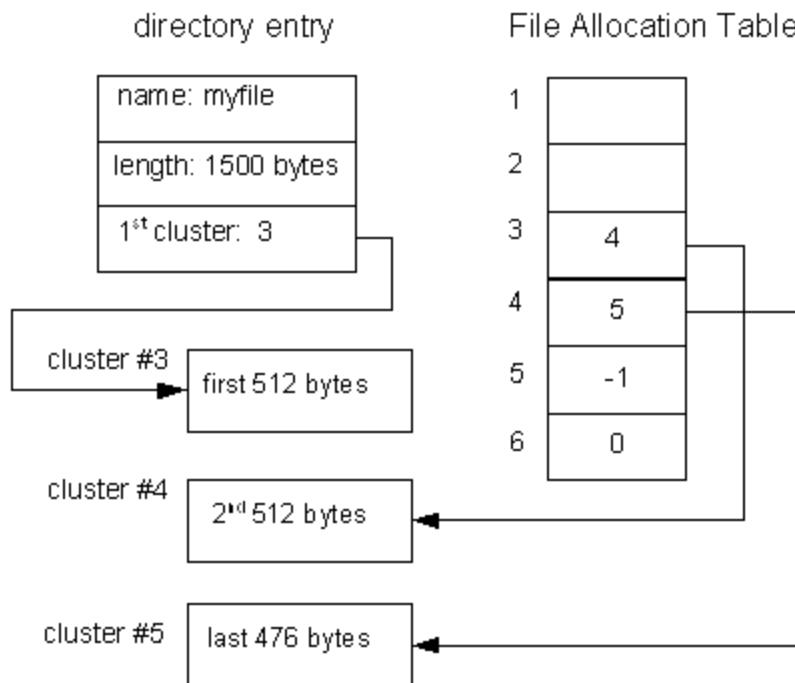 directory entry
name: myfile
length: 1500 bytes
1st cluster: 3
File Allocation Table
1
2
3 4
4 5
5 -1
6 0
cluster #3
first 512 bytes
cluster #4
2nd 512 bytes
cluster #5
last 476 bytes